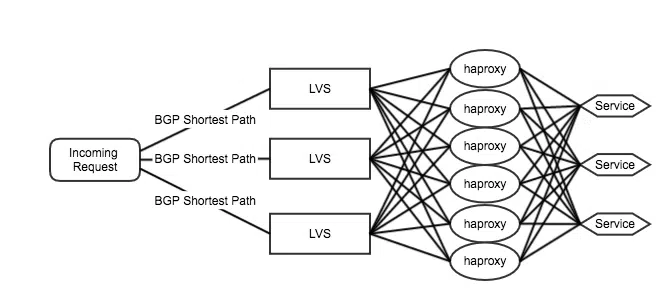 Incoming
Request
BGP Shortest Path
BGP Shortest Path
BGP Shortest Path
LVS
LVS
LVS
haproxy
haproxy
haproxy
haproxy
haproxy
haproxy
Service
Service
Service